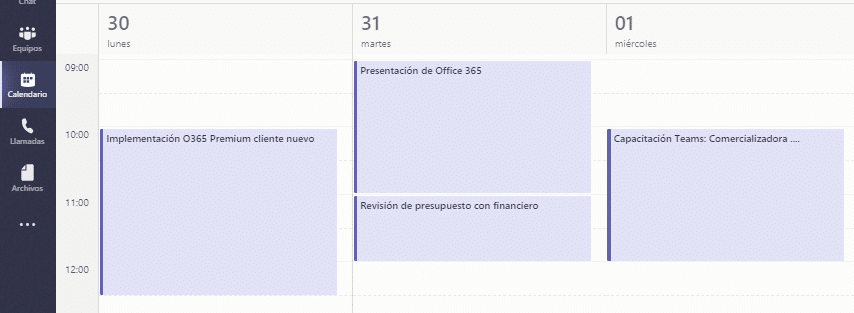 Chat
Equipos
Calendario
Llamadas
Archivos
30
lunes
31
martes
01
miércoles
09:00
10:00
11:00
12:00
Implementación O365 Premium cliente nuevo
Presentación de Office 365
Revisión de presupuesto con financiero
Capacitación Teams: Comercializadora ....